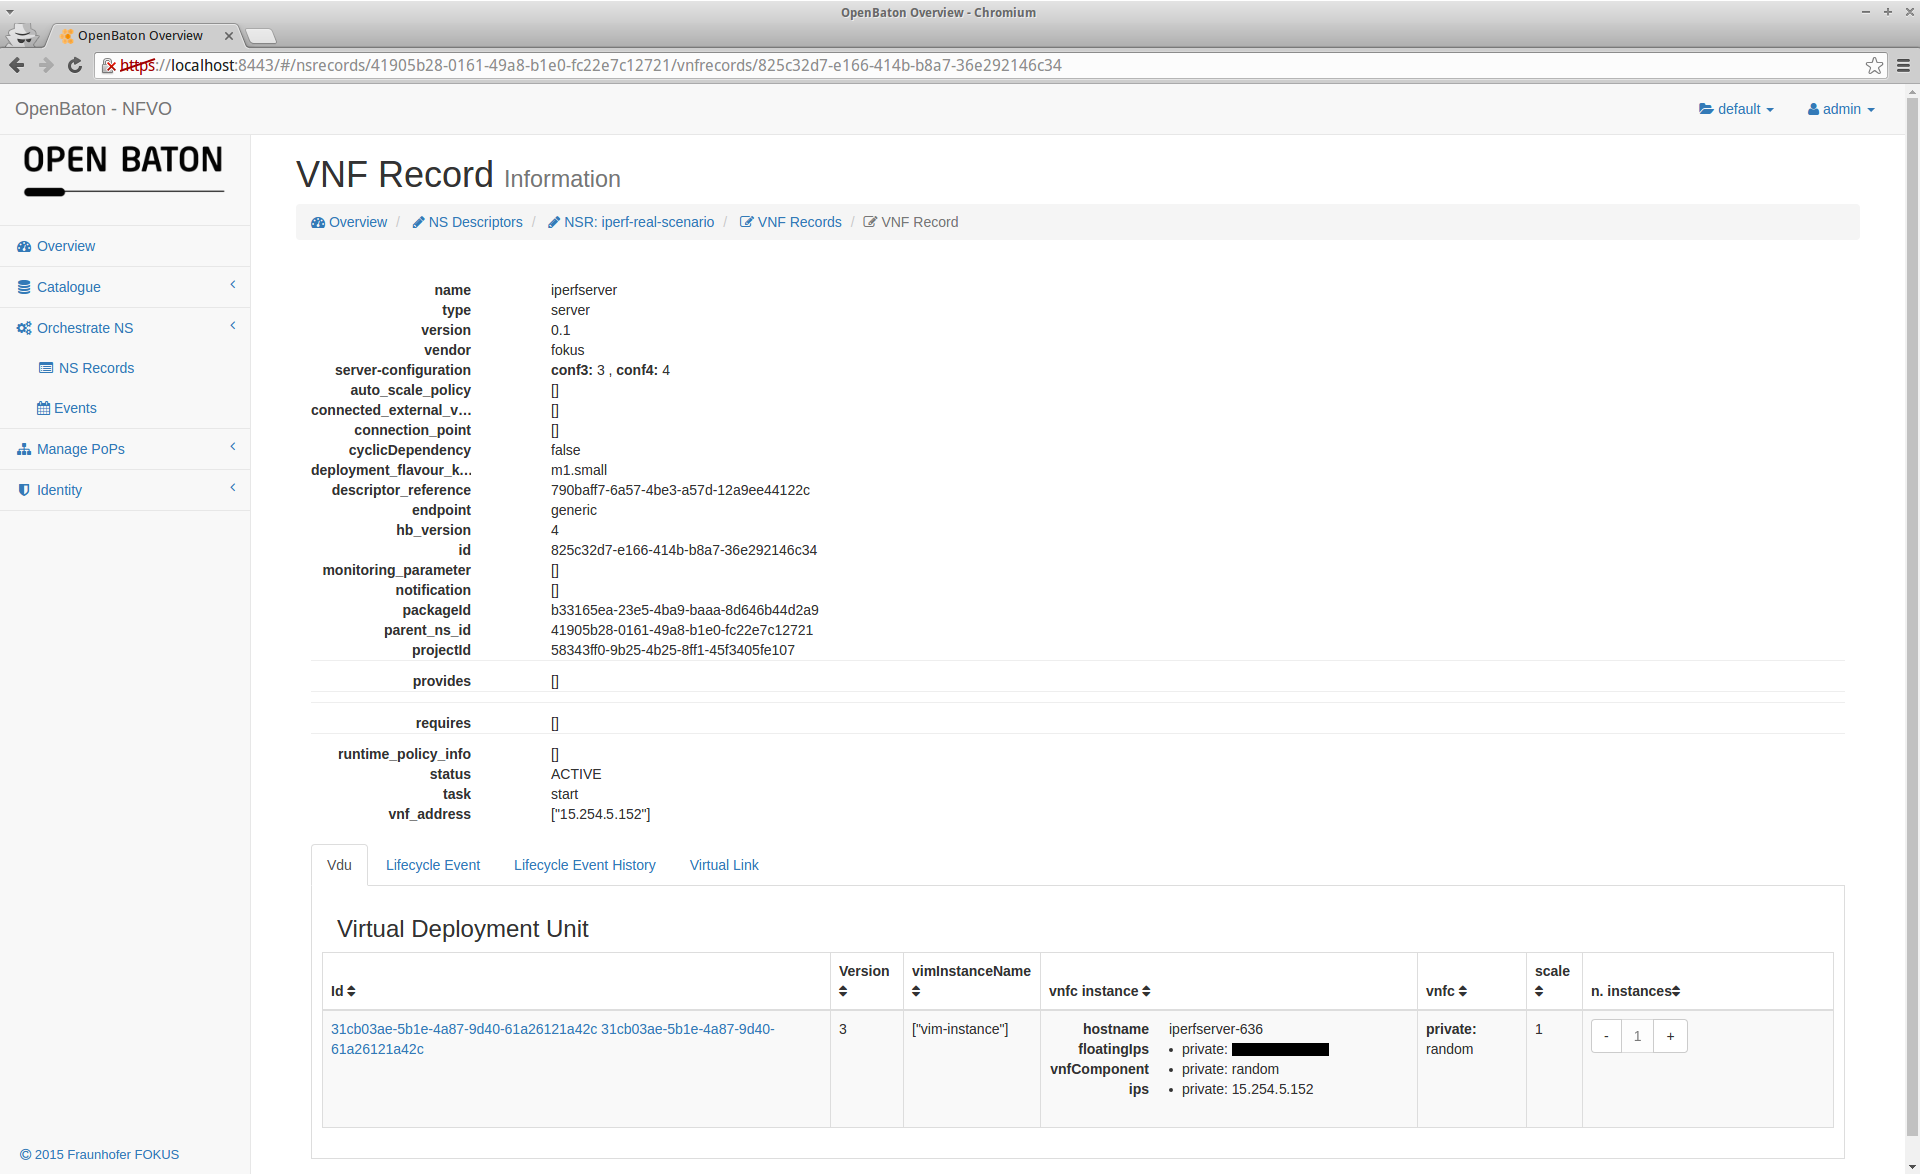 OpenBaton Overview - Chromium
OpenBaton Overview
https://localhost:8443/#/nsrecords/41905b28-0161-49a8-b1e0-fc22e7c12721/vnfrecords/825c32d7-e166-414b-b8a7-36e292146c34
OpenBaton - NFVO
default
admin
OPEN BATON
Overview
Catalogue
Orchestrate NS
NS Records
Events
Manage PoPs
Identity
VNF Record Information
Overview / NS Descriptors / NSR: iperf-real-scenario / VNF Records / VNF Record
name iperfserver
type server
version 0.1
vendor fokus
server-configuration conf3: 3 , conf4: 4
auto_scale_policy []
connected_external_v... []
connection_point []
cyclicDependency false
deployment_flavour_k... m1.small
descriptor_reference 790baff7-6a57-4be3-a57d-12a9ee44122c
endpoint generic
hb_version 4
id 825c32d7-e166-414b-b8a7-36e292146c34
monitoring_parameter []
notification []
packageId b33165ea-23e5-4ba9-baaa-8d646b44d2a9
parent_ns_id 41905b28-0161-49a8-b1e0-fc22e7c12721
projectId 58343ff0-9b25-4b25-8ff1-45f3405fe107
provides []
requires []
runtime_policy_info []
status ACTIVE
task start
vnf_address ["15.254.5.152"]
Vdu Lifecycle Event Lifecycle Event History Virtual Link
Virtual Deployment Unit
Id Version vimInstanceName vnfc instance vnfc scale n. instances
31cb03ae-5b1e-4a87-9d40-61a26121a42c 31cb03ae-5b1e-4a87-9d40-
61a26121a42c
3
["vim-instance"]
hostname iperfserver-636
floatingIps • private:
vnfComponent • private: random
ips • private: 15.254.5.152
private:
random
1
- 1 +
© 2015 Fraunhofer FOKUS